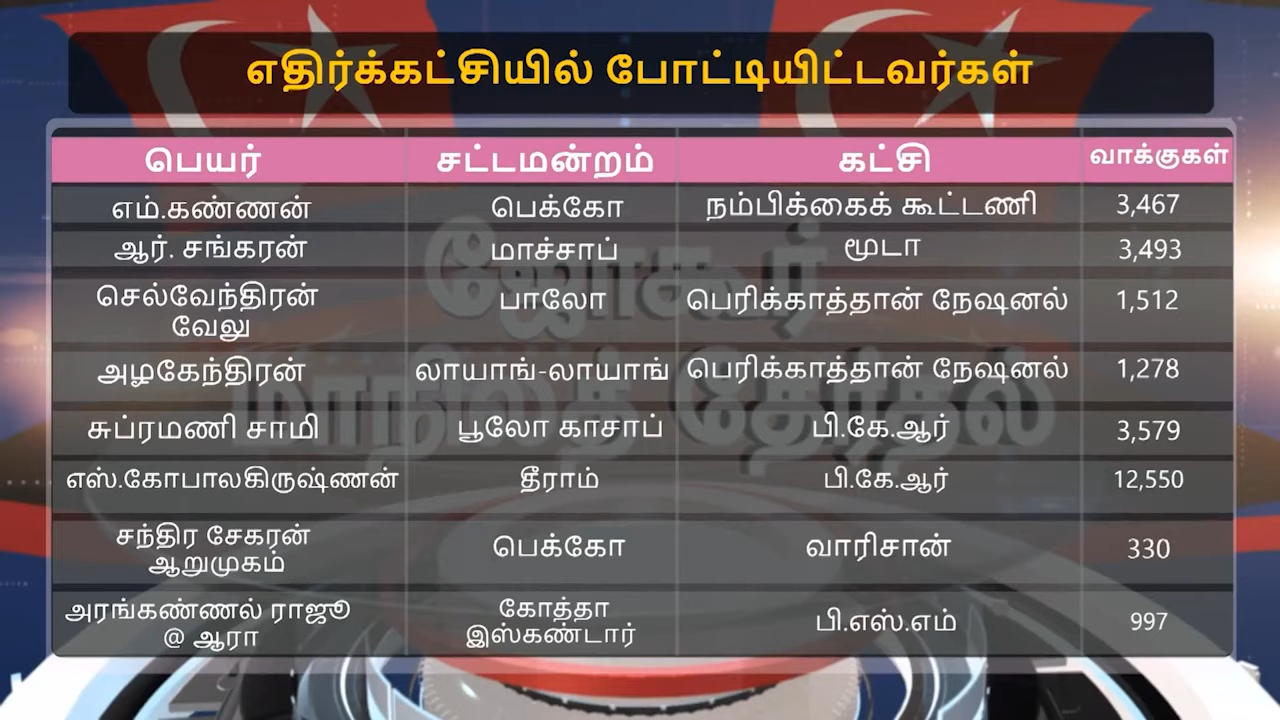 எதிர்க்கட்சியில் போட்டியிட்டவர்கள்
பெயர் சட்டமன்றம் கட்சி வாக்குகள்
எம்.கண்ணன் பெக்கோ நம்பிக்கைக் கூட்டணி 3,467
ஆர். சங்கரன் மாச்சாப் மூடா 3,493
செல்வேந்திரன்
வேலு பாலோ பெரிக்காத்தான் நேஷனல் 1,512
அழகேந்திரன் லாயாங்-லாயாங் பெரிக்காத்தான் நேஷனல் 1,278
சுப்ரமணி சாமி பூலோ காசாப் பி.கே.ஆர் 3,579
எஸ்.கோபாலகிருஷ்ணன் தீராம் பி.கே.ஆர் 12,550
சந்திர சேகரன்
ஆறுமுகம் பெக்கோ வாரிசான் 330
அரங்கண்ணல் ராஜூ
@ ஆரா கோத்தா
இஸ்கண்டார் பி.எஸ்.எம் 997
ஜோகூர்
மாநிலத் தேர்தல்